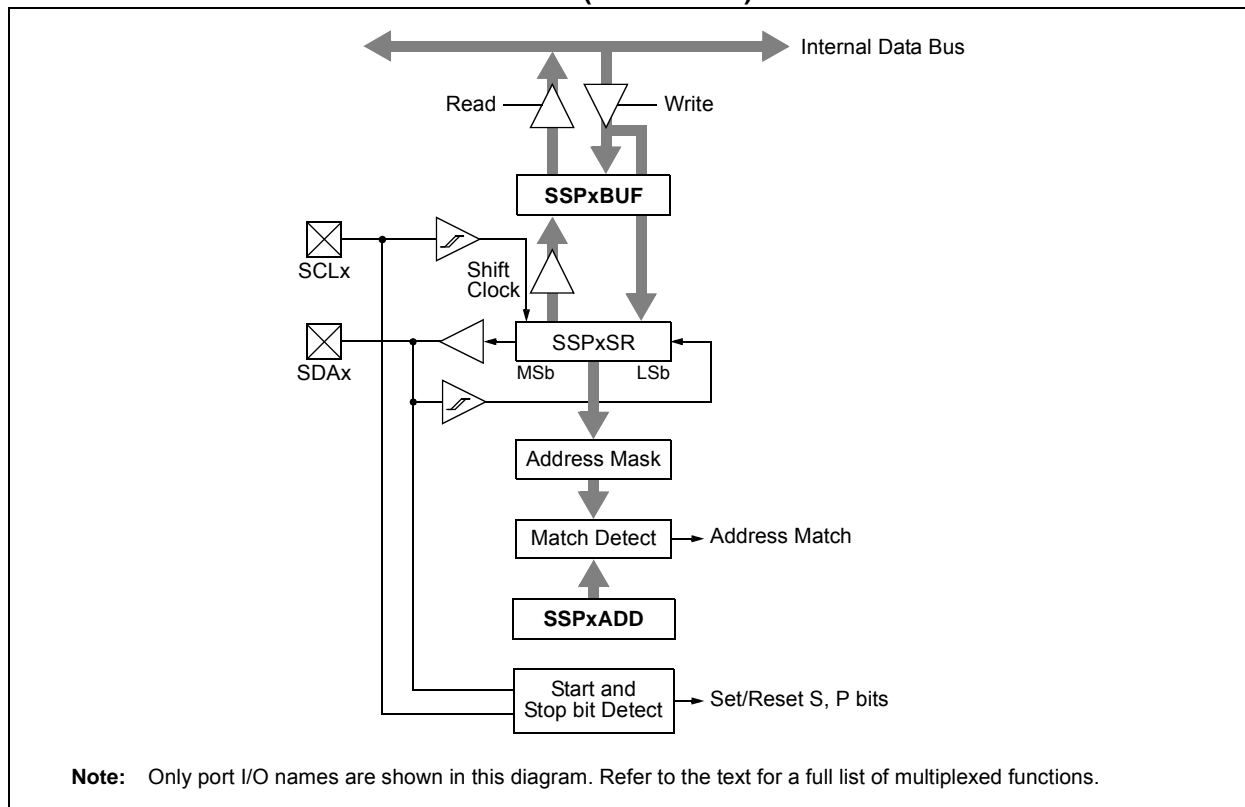 Internal Data Bus
Read
Write
SSPxBUF
SCLx
Shift
Clock
SSPxSR
SDAx
MSb
LSb
Address Mask
Match Detect
Address Match
SSPxADD
Start and
Stop bit Detect
Set/Reset S, P bits
Note: Only port I/O names are shown in this diagram. Refer to the text for a full list of multiplexed functions.